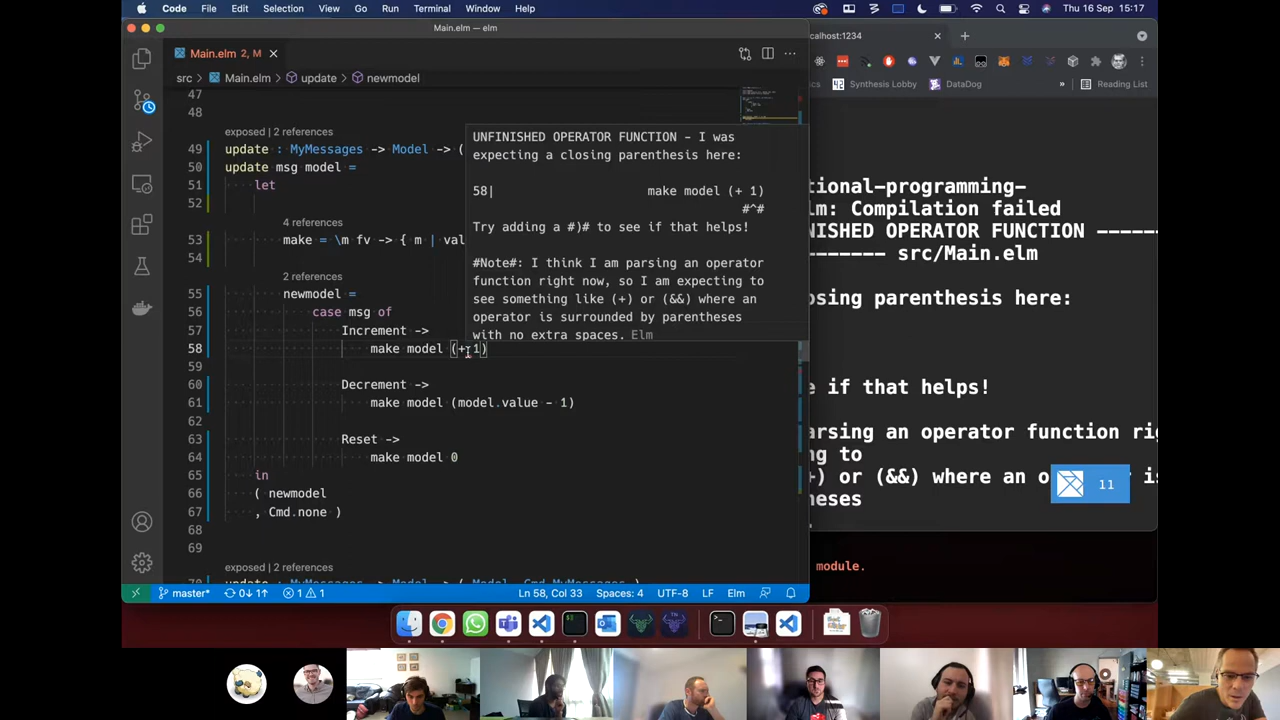 Code File Edit Selection View Go Run Terminal Window Help
Thu 16 Sep 15:17
Main.elm — elm
Main.elm 2, M
src > Main.elm > update > newmodel
47
48
exposed | 2 references
49 update : MyMessages -> Model -> (
50 update msg model =
51 let
52
4 references
53 make = \m fv -> { m | val
54
2 references
55 newmodel =
56 case msg of
57 Increment ->
58 make model (+ 1)
59
60 Decrement ->
61 make model (model.value - 1)
62
63 Reset ->
64 make model 0
65 in
66 ( newmodel
67 , Cmd.none )
68
69
exposed | 2 references
70 update : MyMessages -> Model -> ( Model, Cmd MyMessages )
UNFINISHED OPERATOR FUNCTION - I was
expecting a closing parenthesis here:
58| make model (+ 1)
#^#
Try adding a #)# to see if that helps!
#Note#: I think I am parsing an operator
function right now, so I am expecting to
see something like (+) or (&&) where an
operator is surrounded by parentheses
with no extra spaces. Elm
master* 0↓ 1↑ 1 1
Ln 58, Col 33 Spaces: 4 UTF-8 LF Elm
calhost:1234
ics Synthesis Lobby DataDog » Reading List
tional-programming-
lm: Compilation failed
NISHED OPERATOR FUNCTION ------
------- src/Main.elm
osing parenthesis here:
e if that helps!
arsing an operator function rig
ng to
+) or (&&) where an o
is
theses
11
module.